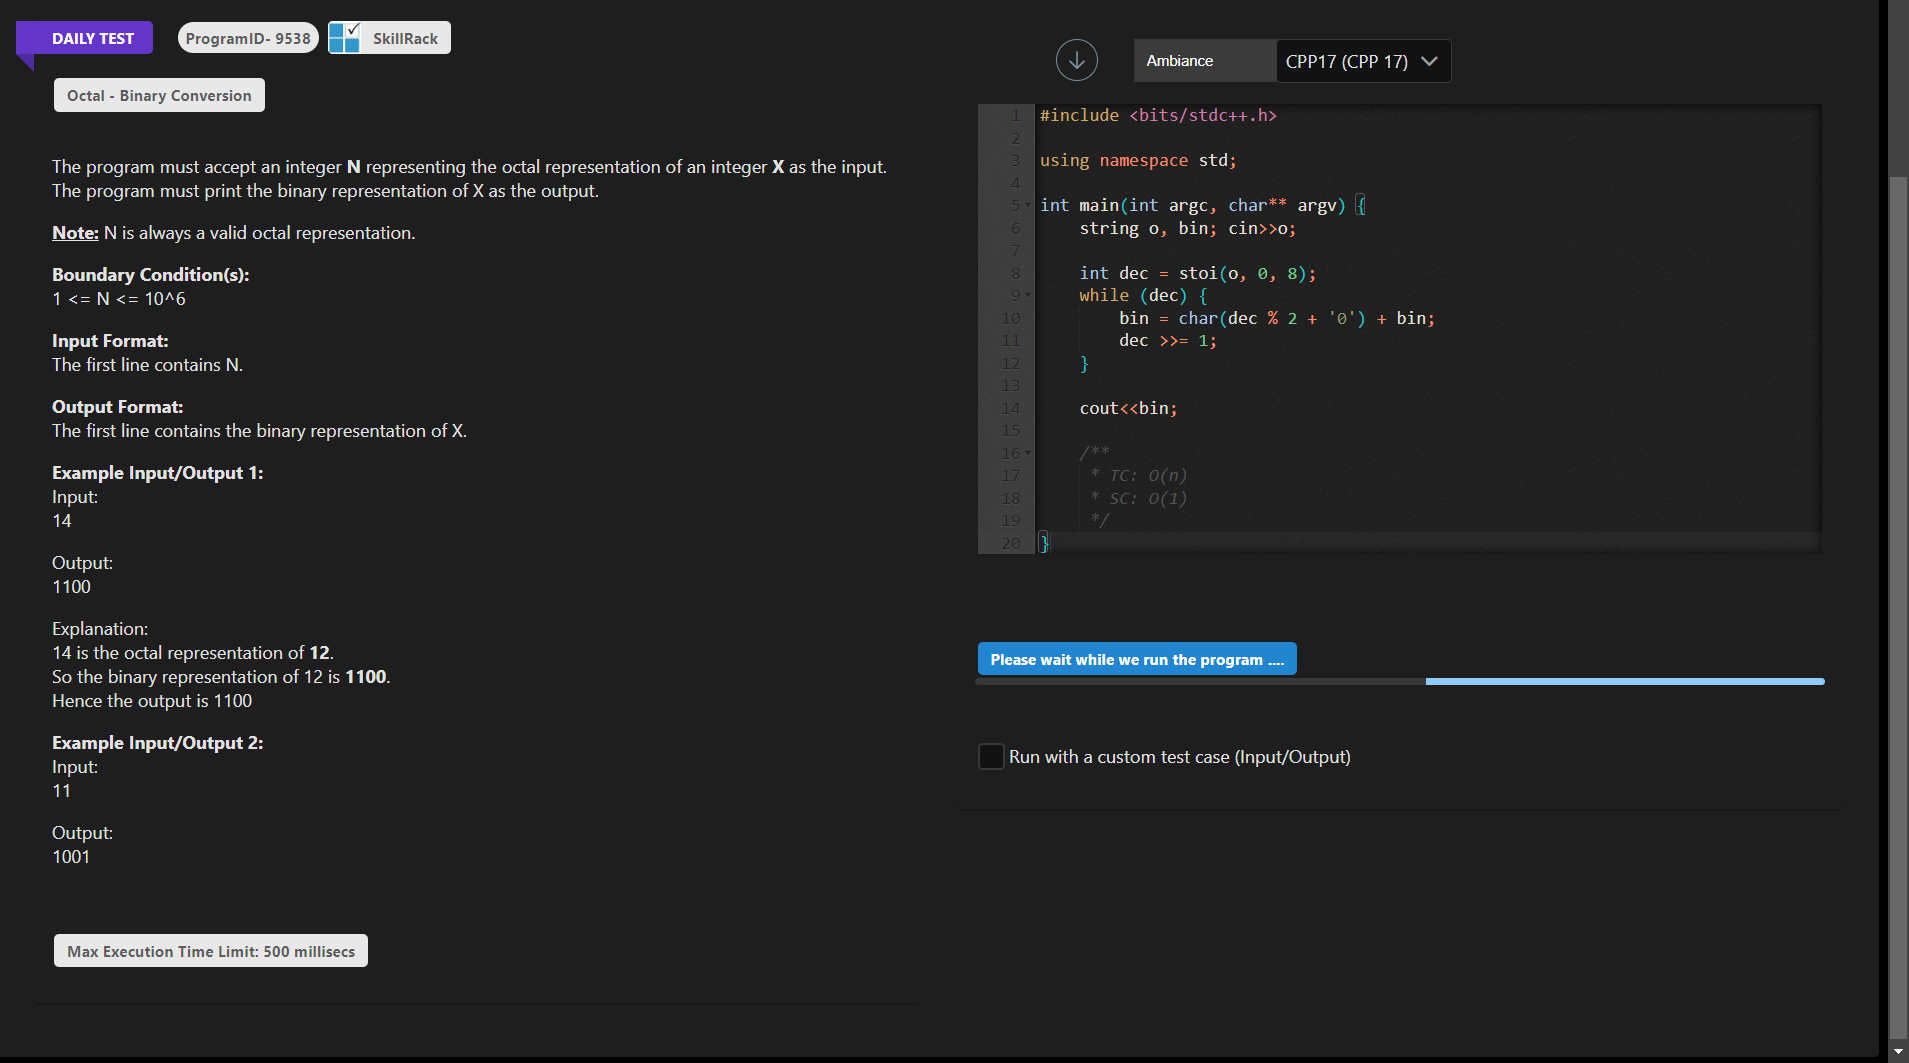 DAILY TEST
ProgramID- 9538
SkillRack
Octal - Binary Conversion
The program must accept an integer N representing the octal representation of an integer X as the input.
The program must print the binary representation of X as the output.
Note: N is always a valid octal representation.
Boundary Condition(s):
1 <= N <= 10^6
Input Format:
The first line contains N.
Output Format:
The first line contains the binary representation of X.
Example Input/Output 1:
Input:
14
Output:
1100
Explanation:
14 is the octal representation of 12.
So the binary representation of 12 is 1100.
Hence the output is 1100
Example Input/Output 2:
Input:
11
Output:
1001
Max Execution Time Limit: 500 millisecs
Ambiance
CPP17 (CPP 17)
1 #include <bits/stdc++.h>
2
3 using namespace std;
4
5 int main(int argc, char** argv) {
6     string o, bin; cin>>o;
7
8     int dec = stoi(o, 0, 8);
9     while (dec) {
10         bin = char(dec % 2 + '0') + bin;
11         dec >>= 1;
12     }
13
14     cout<<bin;
15
16     /**
17      * TC: O(n)
18      * SC: O(1)
19      */
20 }
Please wait while we run the program ....
Run with a custom test case (Input/Output)